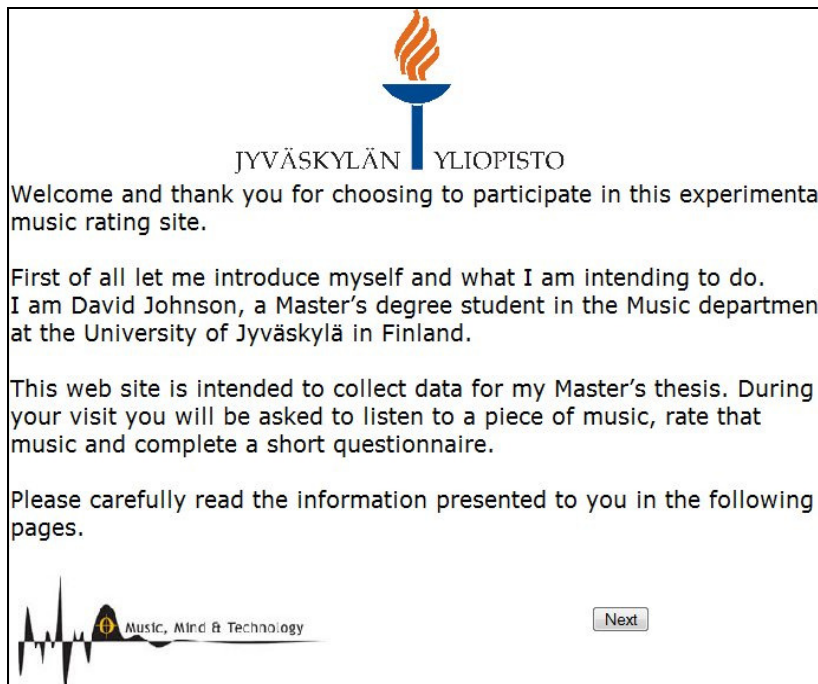 JYVÄSKYLÄN YLIOPISTO
Welcome and thank you for choosing to participate in this experimenta
music rating site.
First of all let me introduce myself and what I am intending to do.
I am David Johnson, a Master's degree student in the Music departmen
at the University of Jyväskylä in Finland.
This web site is intended to collect data for my Master's thesis. During
your visit you will be asked to listen to a piece of music, rate that
music and complete a short questionnaire.
Please carefully read the information presented to you in the following
pages.
Music, Mind & Technology
Next